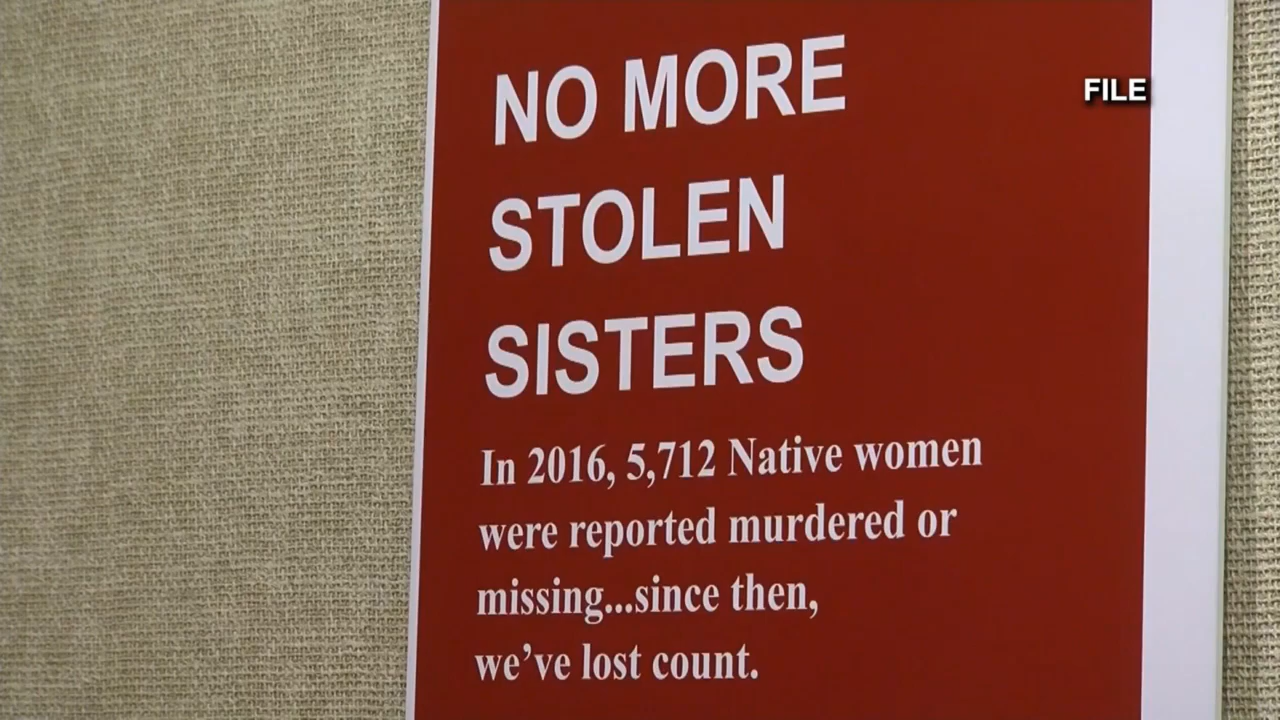 NO MORE
FILE
STOLEN
SISTERS
In 2016, 5,712 Native women
were reported murdered or
missing...since then,
we've lost count.